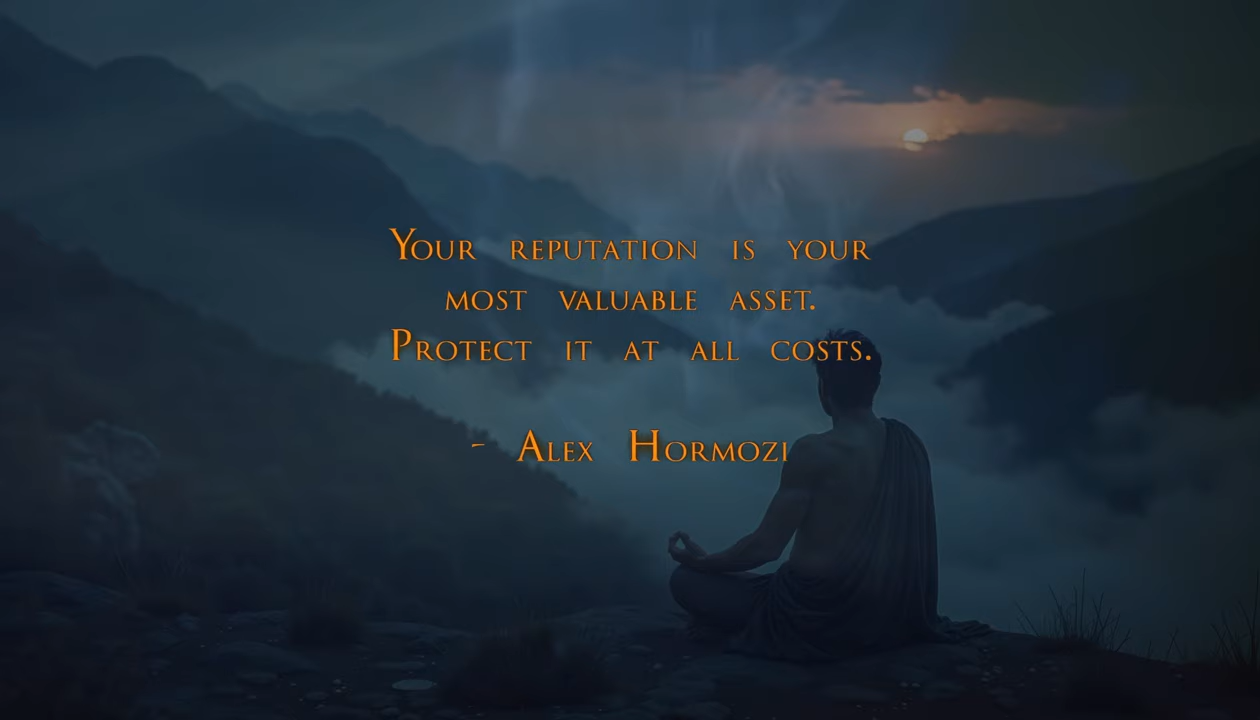 Your reputation is your
most valuable asset.
Protect it at all costs.
- Alex Hormozi